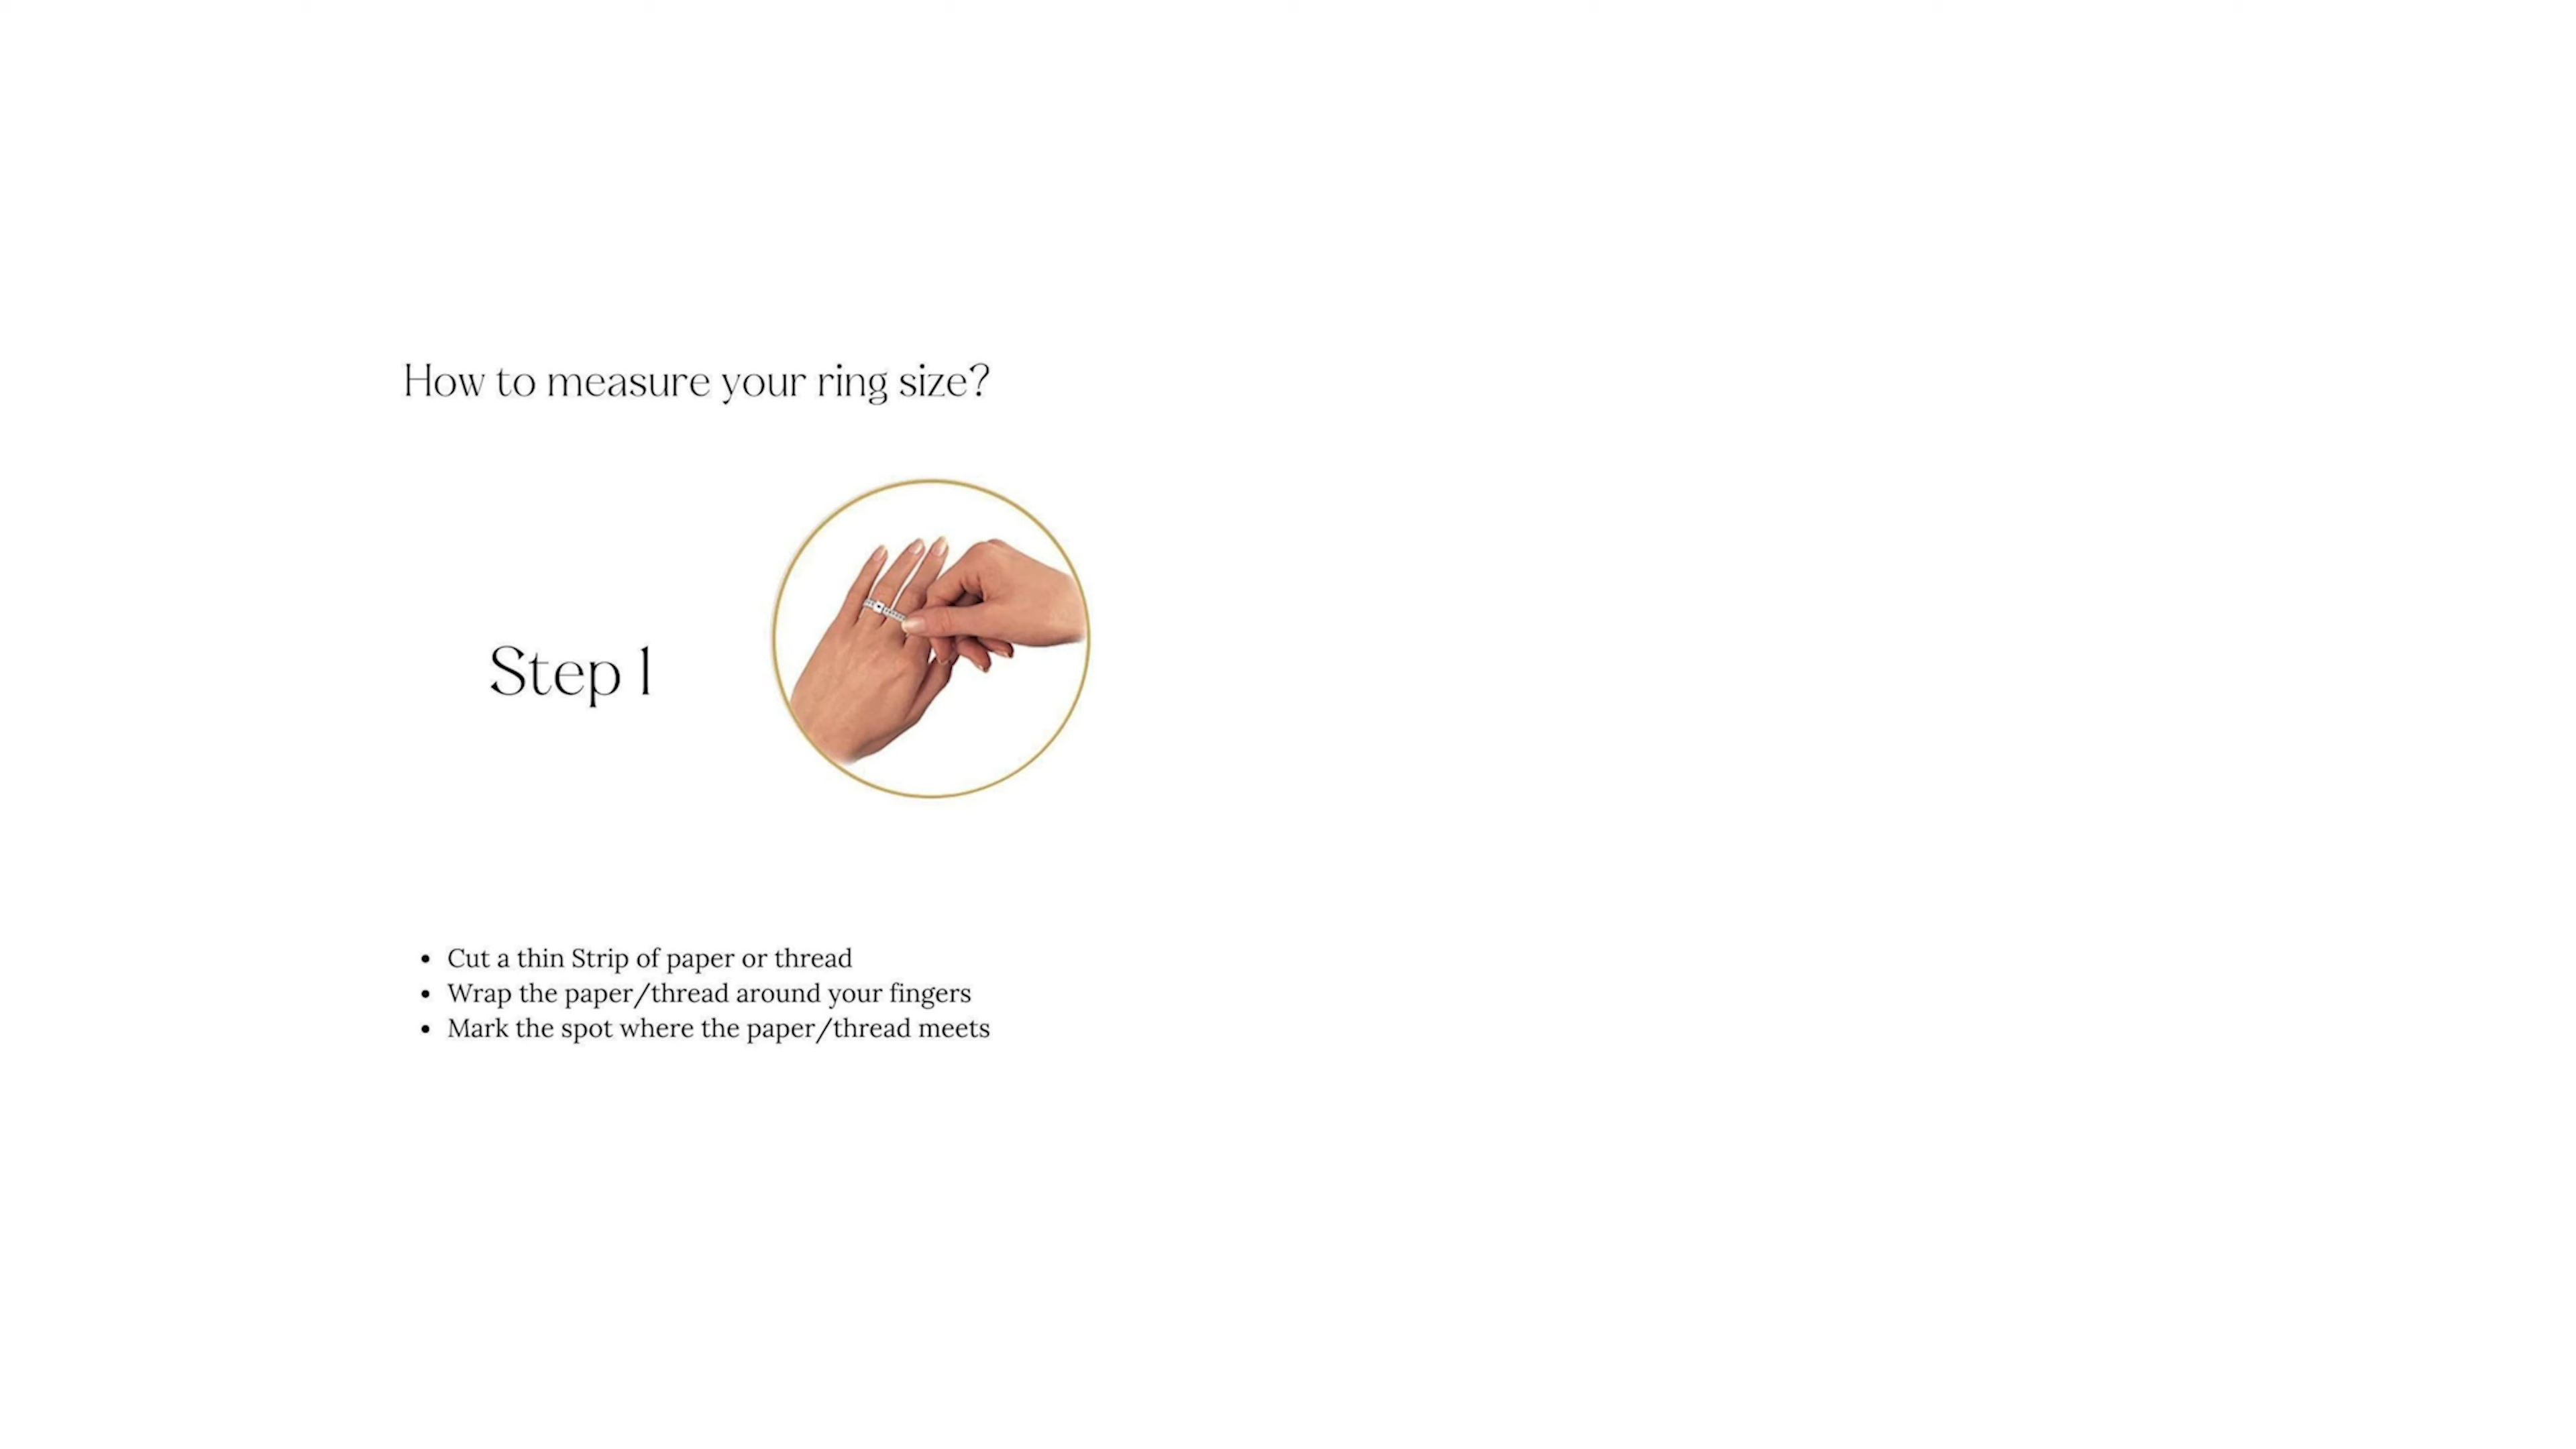 How to measure your ring size?
Step 1
• Cut a thin Strip of paper or thread
• Wrap the paper/thread around your fingers
• Mark the spot where the paper/thread meets